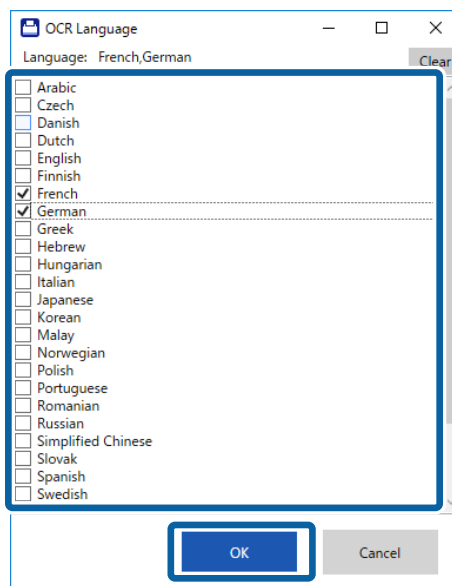 OCR Language
Language: French,German
Clear
Arabic
Czech
Danish
Dutch
English
Finnish
French
German
Greek
Hebrew
Hungarian
Italian
Japanese
Korean
Malay
Norwegian
Polish
Portuguese
Romanian
Russian
Simplified Chinese
Slovak
Spanish
Swedish
OK Cancel